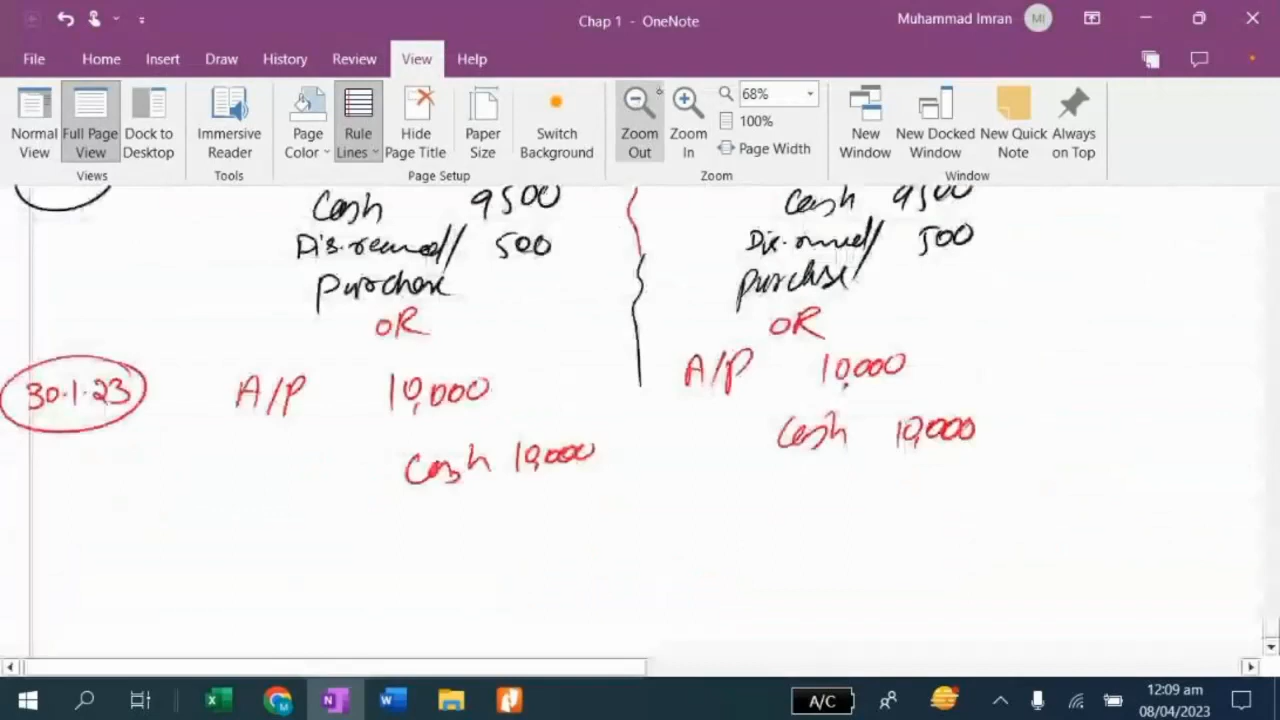 Chap 1 - OneNote
Muhammad Imran MI
File Home Insert Draw History Review View Help
Normal View
Full Page View
Dock to Desktop
Views
Immersive Reader
Tools
Page Color
Rule Lines
Hide Page Title
Paper Size
Page Setup
Switch Background
Zoom Out
Zoom In
68%
100%
Page Width
Zoom
New Window
New Docked Window
New Quick Note
Always on Top
Window
Cash 9500
Dis. received/ 500
purchase
OR
30.1.23 A/P 10,000
Cash 10,000
Cash 9500
Dis. received/ 500
purchase
OR
A/P 10,000
Cash 10,000
A/C
12:09 am
08/04/2023